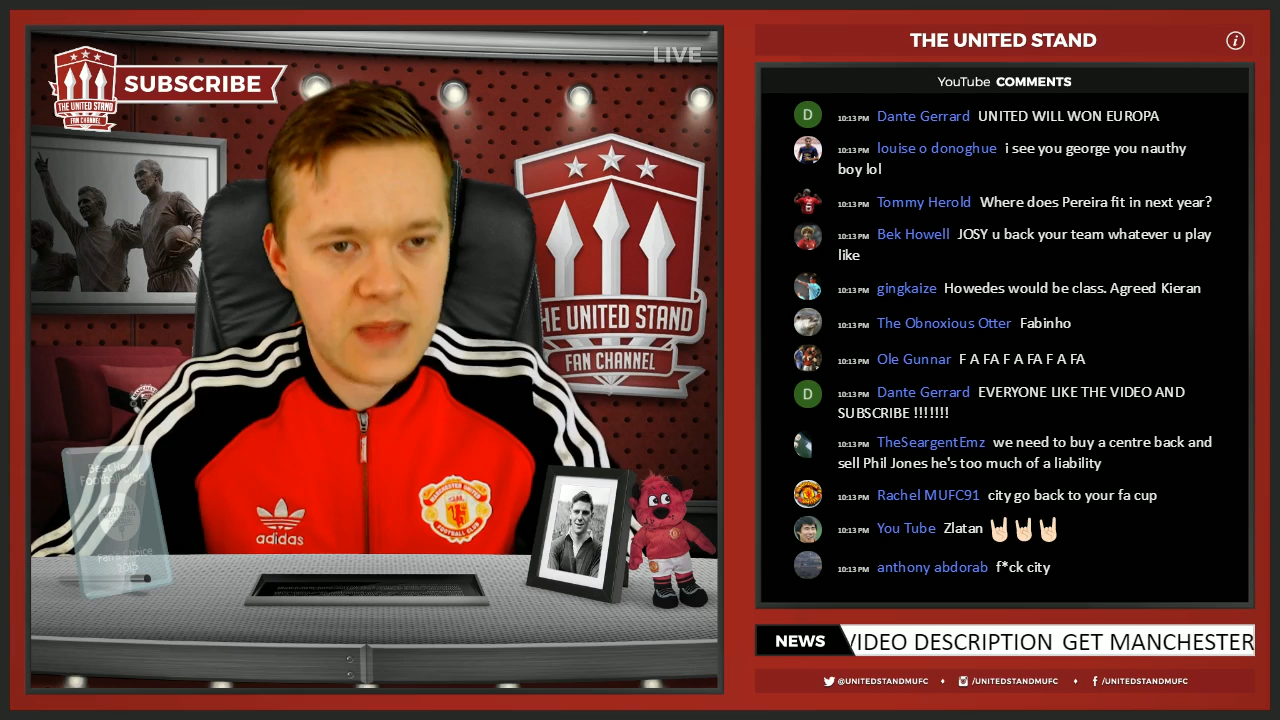 LIVE
SUBSCRIBE
THE UNITED STAND
FAN CHANNEL
THE UNITED STAND
FAN CHANNEL
MANCHESTER UNITED
FOOTBALL CLUB
adidas
Fan's Choice
2015
THE UNITED STAND
YouTube COMMENTS
D 10:13 PM Dante Gerrard UNITED WILL WON EUROPA
10:13 PM louise o donoghue i see you george you nauthy
boy lol
10:13 PM Tommy Herold Where does Pereira fit in next year?
10:13 PM Bek Howell JOSY u back your team whatever u play
like
10:13 PM gingkaize Howedes would be class. Agreed Kieran
10:13 PM The Obnoxious Otter Fabinho
10:13 PM Ole Gunnar F A FA F A FA F A FA
D 10:13 PM Dante Gerrard EVERYONE LIKE THE VIDEO AND
SUBSCRIBE !!!!!!!
10:13 PM TheSeargentEmz we need to buy a centre back and
sell Phil Jones he's too much of a liability
10:13 PM Rachel MUFC91 city go back to your fa cup
10:13 PM You Tube Zlatan 🤘🏻 🤘🏻 🤘🏻
10:13 PM anthony abdorab f*ck city
NEWS VIDEO DESCRIPTION GET MANCHESTER
@UNITEDSTANDMUFC ♦ /UNITEDSTANDMUFC ♦ /UNITEDSTANDMUFC